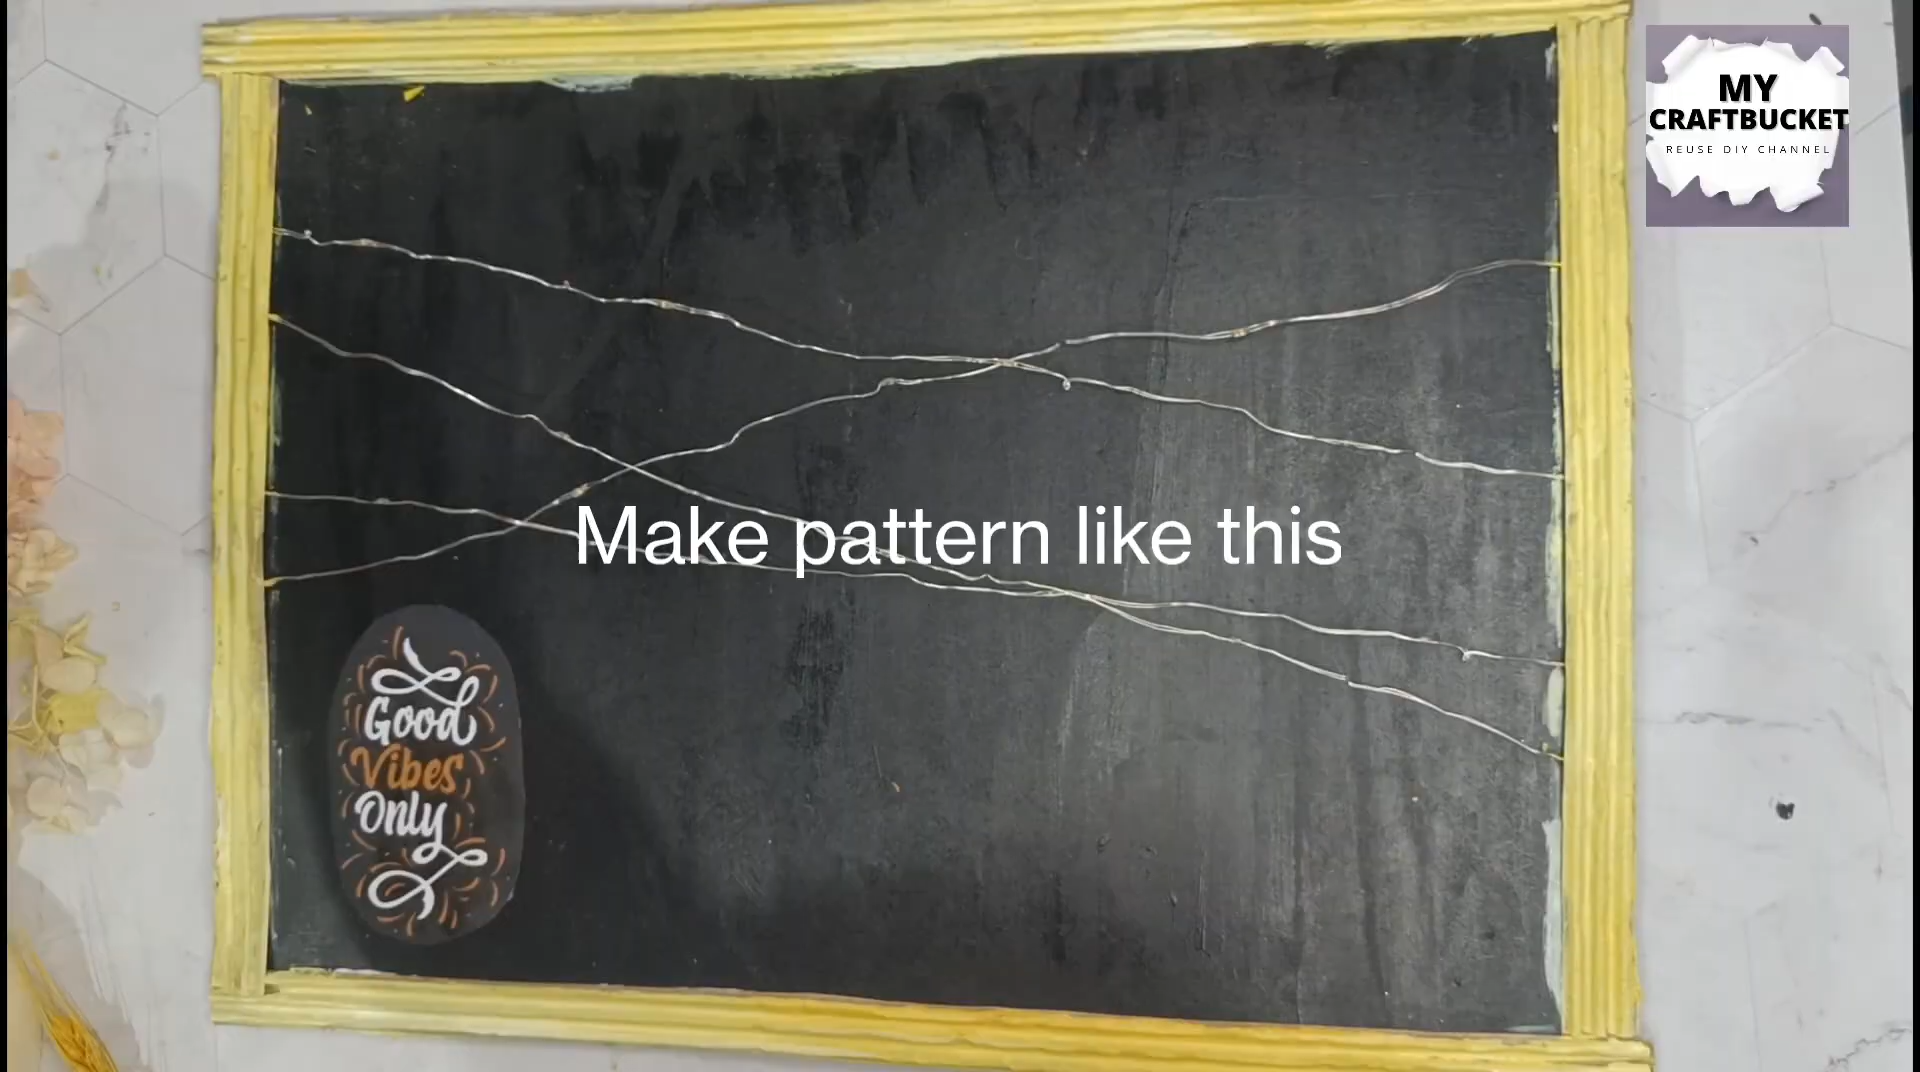 MY
CRAFTBUCKET
REUSE DIY CHANNEL
Make pattern like this
Good
Vibes
Only